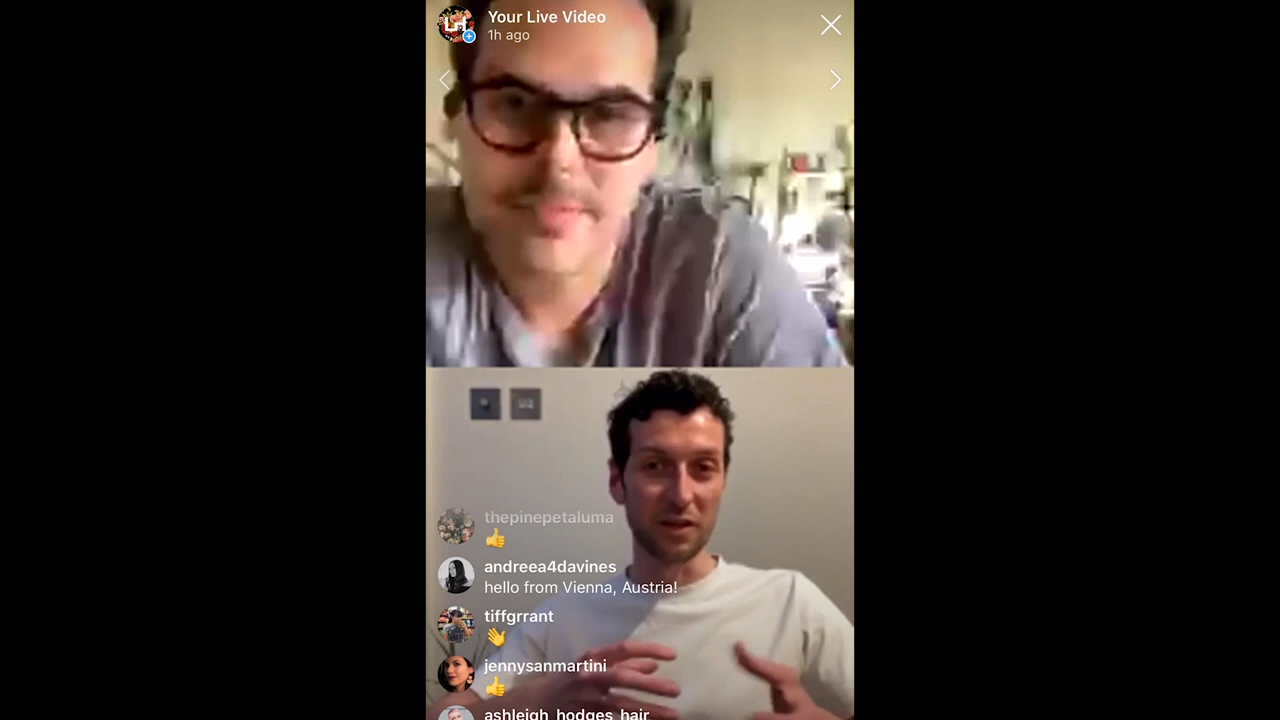 Your Live Video
1h ago
thepinepetaluma
👍
andreea4davines
hello from Vienna, Austria!
tiffgrrant
👋
jennysanmartini
👍
ashleigh_hodges_hair